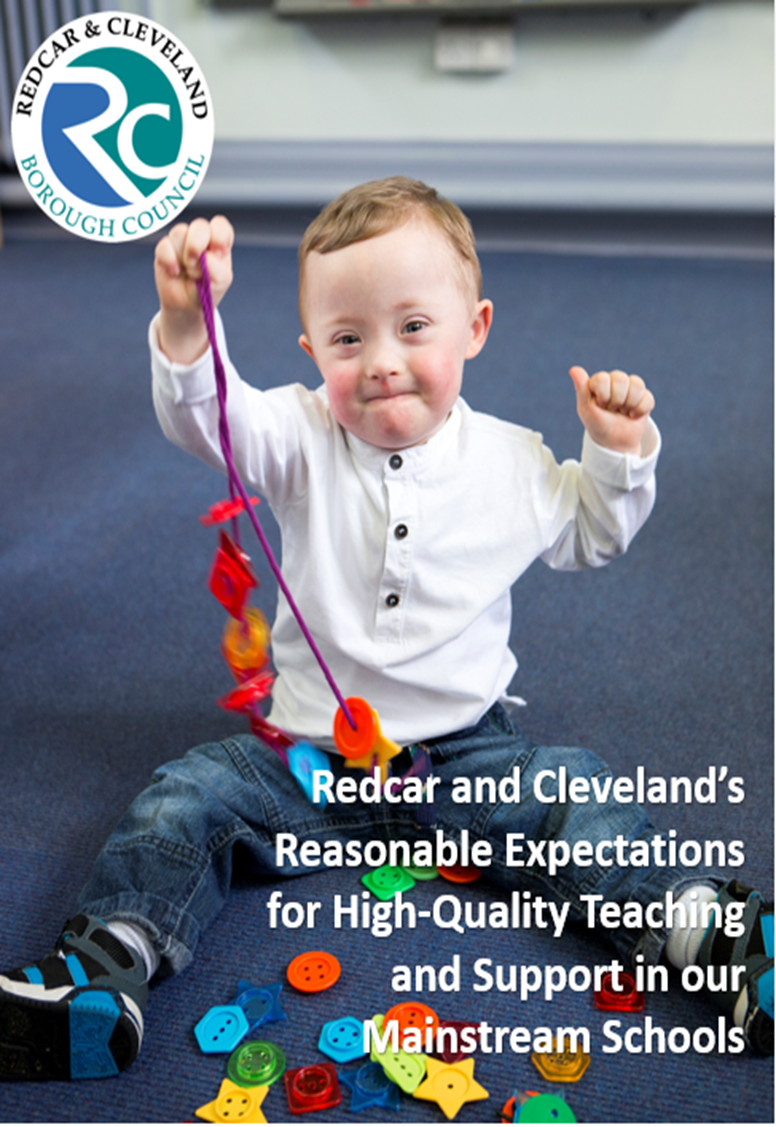 REDCAR & CLEVELAND
RC
BOROUGH COUNCIL
Redcar and Cleveland’s
Reasonable Expectations
for High-Quality Teaching
and Support in our
Mainstream Schools